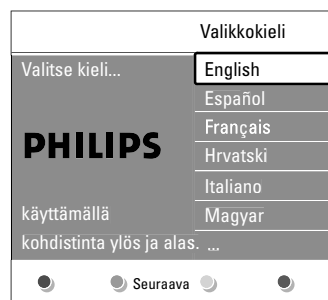 Valikkokieli
Valitse kieli...
English
Español
Français
PHILIPS
Hrvatski
Italiano
käyttämällä
Magyar
kohdistinta ylös ja alas. ...
Seuraava